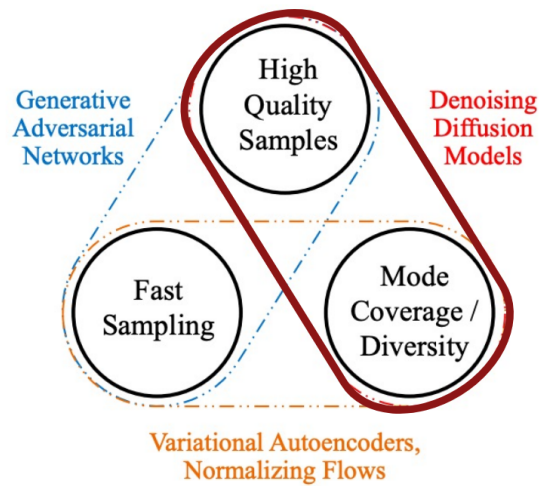 High
Quality
Samples
Generative
Adversarial
Networks
Denoising
Diffusion
Models
Fast
Sampling
Mode
Coverage /
Diversity
Variational Autoencoders,
Normalizing Flows